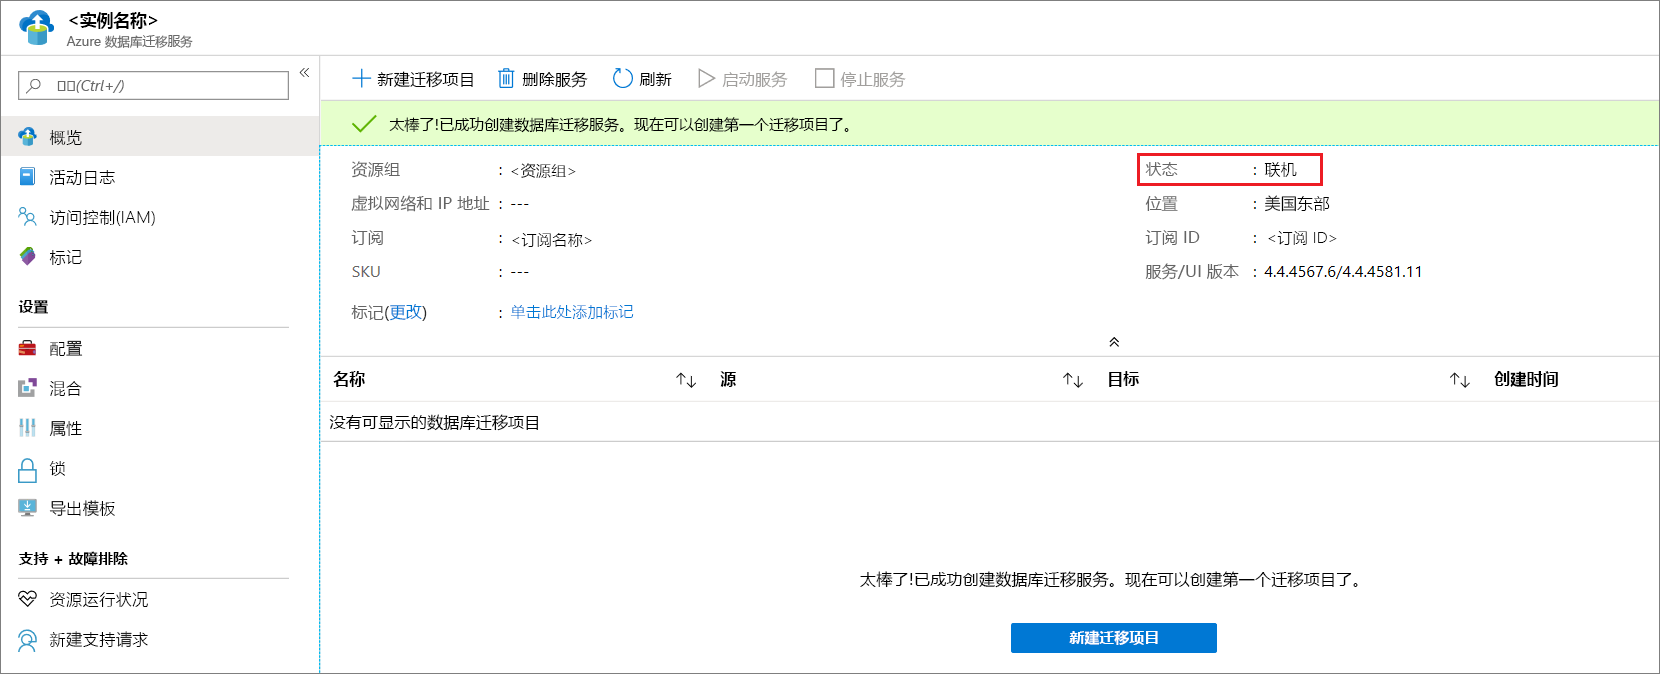 <实例名称>
Azure 数据库迁移服务
(Ctrl+/)
概览
活动日志
访问控制(IAM)
标记
设置
配置
混合
属性
锁
导出模板
支持 + 故障排除
资源运行状况
新建支持请求
新建迁移项目 删除服务 刷新 启动服务 停止服务
太棒了!已成功创建数据库迁移服务。现在可以创建第一个迁移项目了。
资源组 : <资源组>
虚拟网络和 IP 地址 : ---
订阅 : <订阅名称>
SKU : ---
标记(更改) : 单击此处添加标记
状态 : 联机
位置 : 美国东部
订阅 ID : <订阅 ID>
服务/UI 版本 : 4.4.4567.6/4.4.4581.11
名称 源 目标 创建时间
没有可显示的数据库迁移项目
太棒了!已成功创建数据库迁移服务。现在可以创建第一个迁移项目了。
新建迁移项目